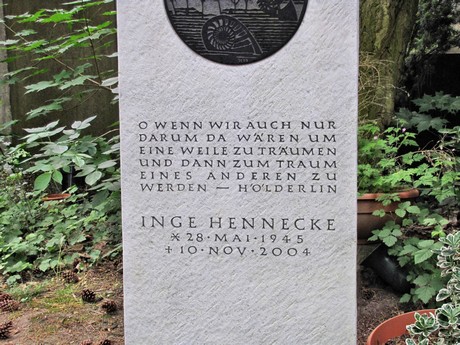 O WENN WIR AUCH NUR
DARUM DA WÄREN UM
EINE WEILE ZU TRÄUMEN
UND DANN ZUM TRAUM
EINES ANDEREN ZU
WERDEN — HÖLDERLIN
INGE HENNECKE
* 28 · MAI · 1945
+ 10 · NOV · 2004